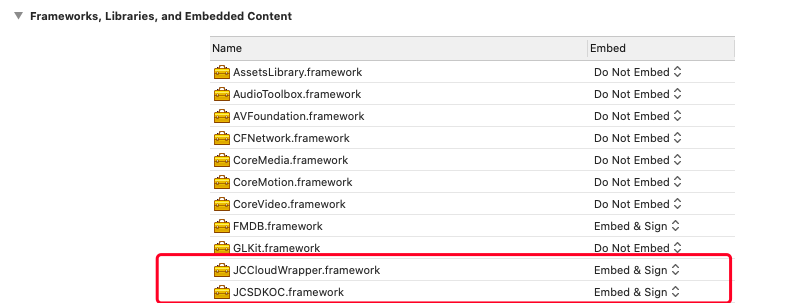 Frameworks, Libraries, and Embedded Content
Name Embed
AssetsLibrary.framework Do Not Embed
AudioToolbox.framework Do Not Embed
AVFoundation.framework Do Not Embed
CFNetwork.framework Do Not Embed
CoreMedia.framework Do Not Embed
CoreMotion.framework Do Not Embed
CoreVideo.framework Do Not Embed
FMDB.framework Embed & Sign
GLKit.framework Do Not Embed
JCCloudWrapper.framework Embed & Sign
JCSDKOC.framework Embed & Sign